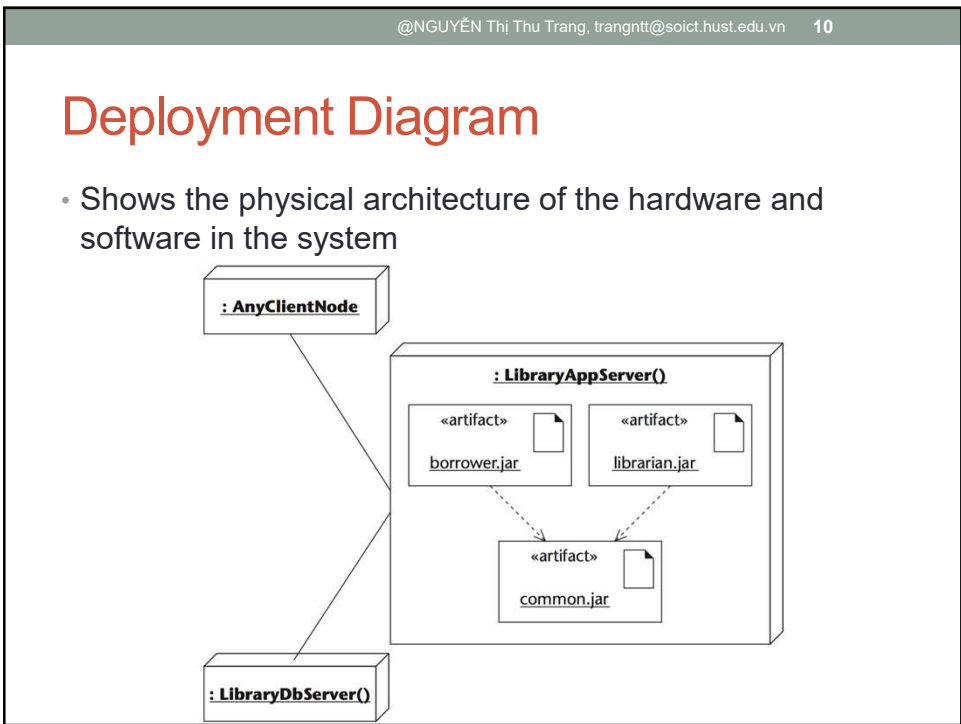 @NGUYỄN Thị Thu Trang, trangntt@soict.hust.edu.vn 10
Deployment Diagram
• Shows the physical architecture of the hardware and
software in the system
: AnyClientNode
: LibraryAppServer()
«artifact»
borrower.jar
«artifact»
librarian.jar
«artifact»
common.jar
: LibraryDbServer()